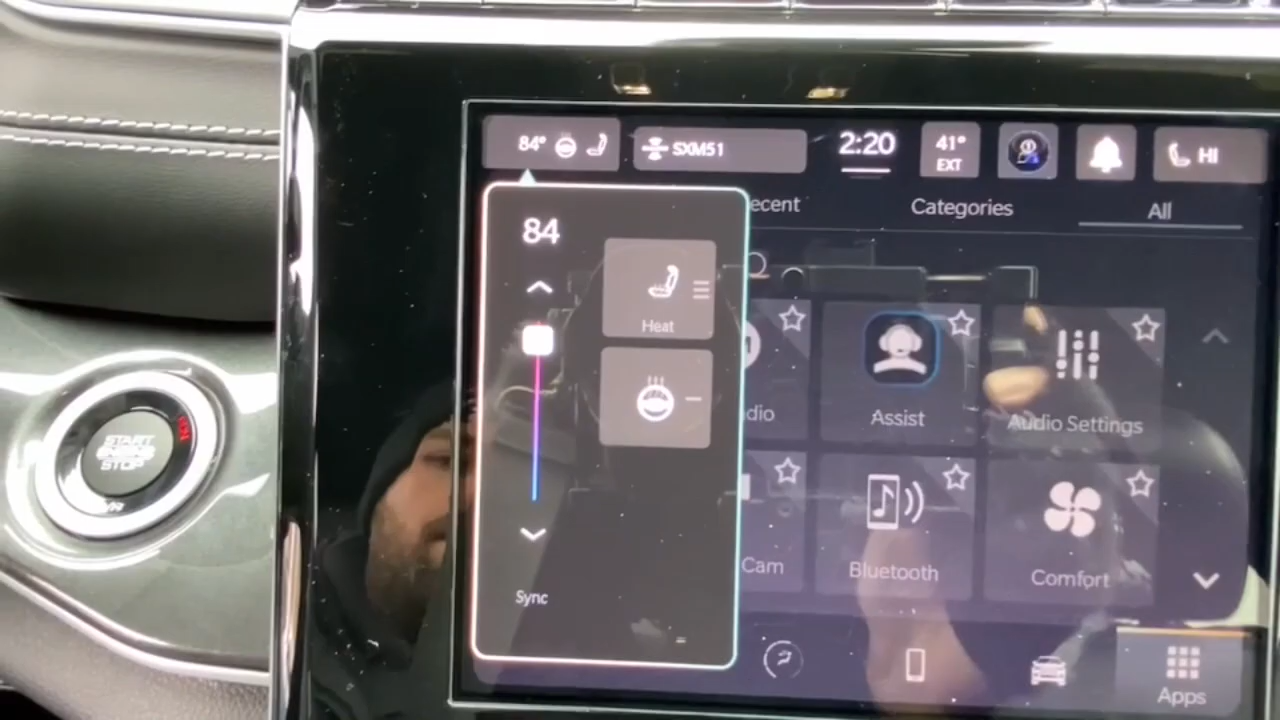 84°
SXM51
2:20
41°
EXT
HI
ecent
Categories
All
84
Heat
dio
Assist
Audio Settings
Cam
Bluetooth
Comfort
Sync
Apps
START
STOP